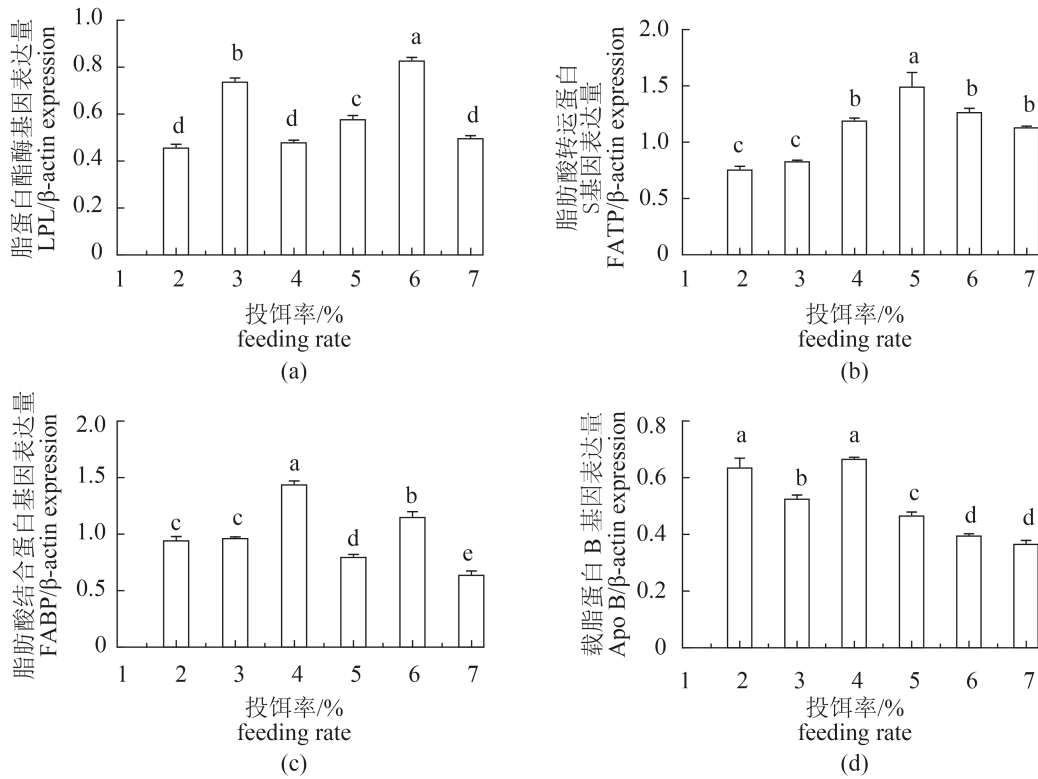 脂蛋白酯酶基因表达量
LPL/β-actin expression
1.0
0.8
0.6
0.4
0.2
0
d
b
d
c
a
d
1 2 3 4 5 6 7
投饵率/%
feeding rate
(a)
脂肪酸转运蛋白
S基因表达量
FATP/β-actin expression
2.0
1.5
1.0
0.5
0
c
c
b
a
b
b
1 2 3 4 5 6 7
投饵率/%
feeding rate
(b)
脂肪酸结合蛋白基因表达量
FABP/β-actin expression
2.0
1.5
1.0
0.5
0
c
c
a
d
b
e
1 2 3 4 5 6 7
投饵率/%
feeding rate
(c)
载脂蛋白 B 基因表达量
Apo B/β-actin expression
0.8
0.6
0.4
0.2
0
a
b
a
c
d
d
1 2 3 4 5 6 7
投饵率/%
feeding rate
(d)